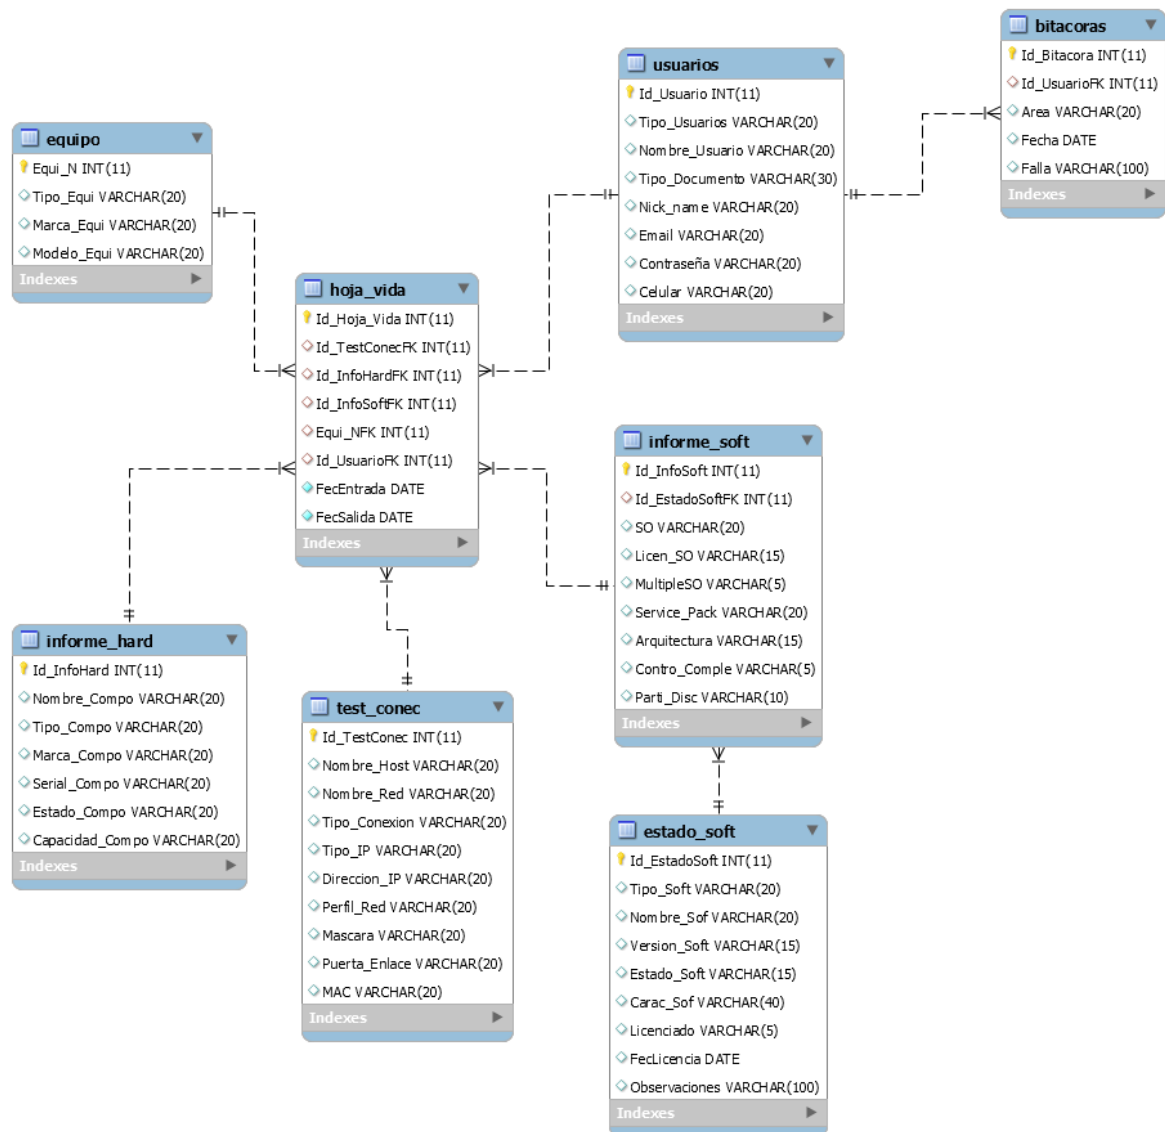 bitacoras
Id_Bitacora INT(11)
Id_UsuarioFK INT(11)
Area VARCHAR(20)
Fecha DATE
Falla VARCHAR(100)
Indexes
usuarios
Id_Usuario INT(11)
Tipo_Usuarios VARCHAR(20)
Nombre_Usuario VARCHAR(20)
Tipo_Documento VARCHAR(30)
Nick_name VARCHAR(20)
Email VARCHAR(20)
Contraseña VARCHAR(20)
Celular VARCHAR(20)
Indexes
equipo
Equi_N INT(11)
Tipo_Equi VARCHAR(20)
Marca_Equi VARCHAR(20)
Modelo_Equi VARCHAR(20)
Indexes
hoja_vida
Id_Hoja_Vida INT(11)
Id_TestConecFK INT(11)
Id_InfoHardFK INT(11)
Id_InfoSoftFK INT(11)
Equi_NFK INT(11)
Id_UsuarioFK INT(11)
FecEntrada DATE
FecSalida DATE
Indexes
informe_soft
Id_InfoSoft INT(11)
Id_EstadoSoftFK INT(11)
SO VARCHAR(20)
Licen_SO VARCHAR(15)
MultipleSO VARCHAR(5)
Service_Pack VARCHAR(20)
Arquitectura VARCHAR(15)
Contro_Comple VARCHAR(5)
Parti_Disc VARCHAR(10)
Indexes
informe_hard
Id_InfoHard INT(11)
Nombre_Compo VARCHAR(20)
Tipo_Compo VARCHAR(20)
Marca_Compo VARCHAR(20)
Serial_Compo VARCHAR(20)
Estado_Compo VARCHAR(20)
Capacidad_Compo VARCHAR(20)
Indexes
test_conec
Id_TestConec INT(11)
Nombre_Host VARCHAR(20)
Nombre_Red VARCHAR(20)
Tipo_Conexion VARCHAR(20)
Tipo_IP VARCHAR(20)
Direccion_IP VARCHAR(20)
Perfil_Red VARCHAR(20)
Mascara VARCHAR(20)
Puerta_Enlace VARCHAR(20)
MAC VARCHAR(20)
Indexes
estado_soft
Id_EstadoSoft INT(11)
Tipo_Soft VARCHAR(20)
Nombre_Sof VARCHAR(20)
Version_Soft VARCHAR(15)
Estado_Soft VARCHAR(15)
Carac_Sof VARCHAR(40)
Licenciado VARCHAR(5)
FecLicencia DATE
Observaciones VARCHAR(100)
Indexes